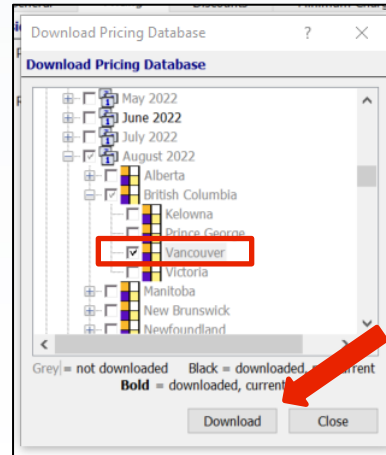 Discounts
Download Pricing Database ? ×
Download Pricing Database
May 2022
June 2022
July 2022
August 2022
Alberta
British Columbia
Kelowna
Prince George
Vancouver
Victoria
Manitoba
New Brunswick
Newfoundland
Grey = not downloaded Black = downloaded,
Bold = downloaded, current
Download Close